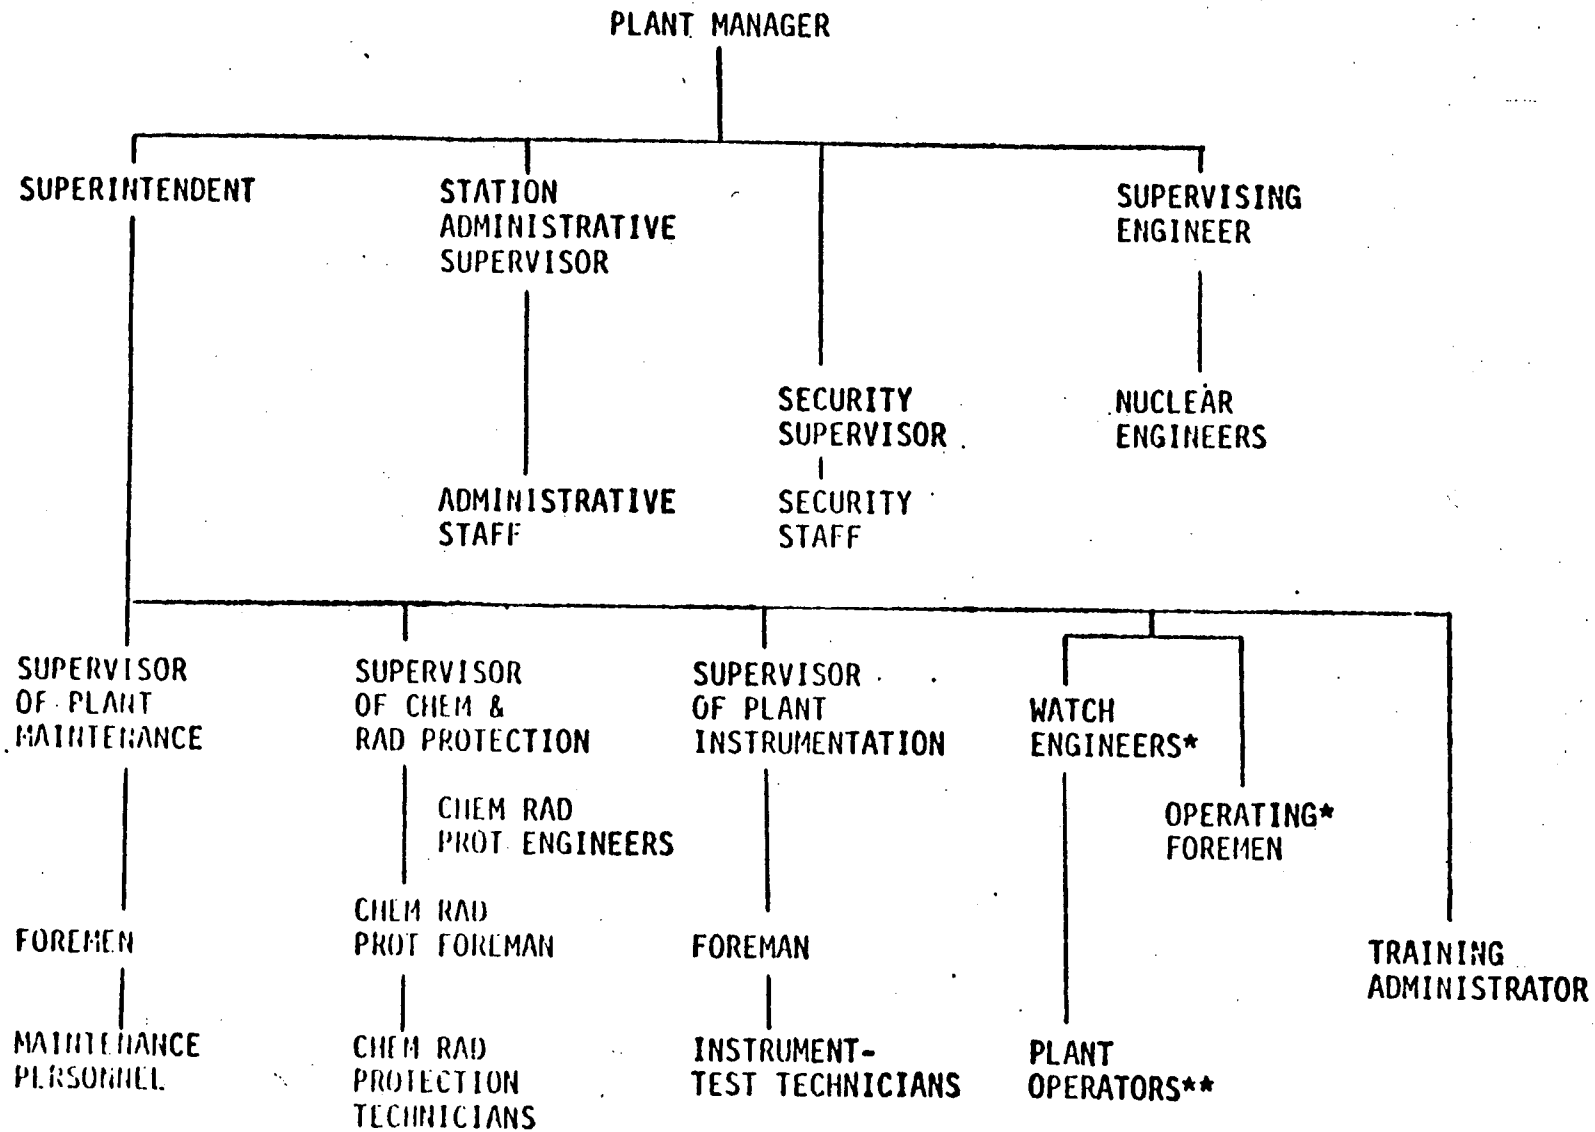 PLANT MANAGER
SUPERINTENDENT
STATION
ADMINISTRATIVE
SUPERVISOR
SUPERVISING
ENGINEER
SECURITY
SUPERVISOR
NUCLEAR
ENGINEERS
ADMINISTRATIVE
STAFF
SECURITY
STAFF
SUPERVISOR
OF PLANT
MAINTENANCE
SUPERVISOR
OF CHEM &
RAD PROTECTION
SUPERVISOR
OF PLANT
INSTRUMENTATION
WATCH
ENGINEERS*
CHEM RAD
PROT ENGINEERS
OPERATING*
FOREMEN
FOREMEN
CHEM RAD
PROT FOREMAN
FOREMAN
TRAINING
ADMINISTRATOR
MAINTENANCE
PERSONNEL
CHEM RAD
PROTECTION
TECHNICIANS
INSTRUMENT-
TEST TECHNICIANS
PLANT
OPERATORS**